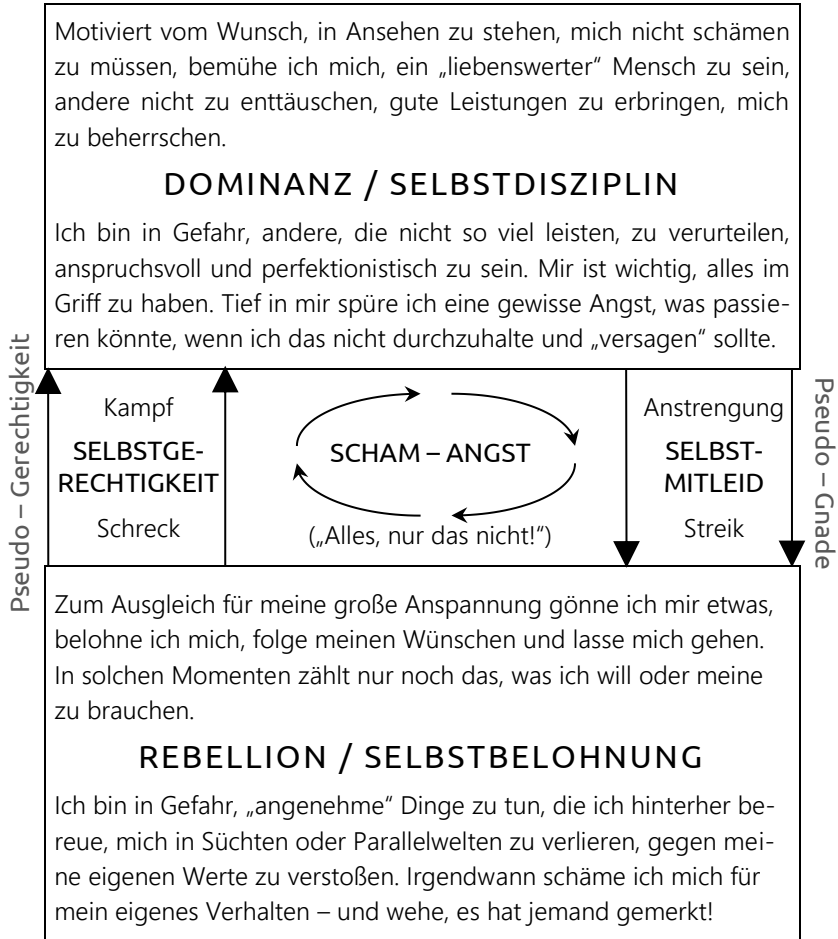 Motiviert vom Wunsch, in Ansehen zu stehen, mich nicht schämen
zu müssen, bemühe ich mich, ein „liebenswerter“ Mensch zu sein,
andere nicht zu enttäuschen, gute Leistungen zu erbringen, mich
zu beherrschen.
DOMINANZ / SELBSTDISZIPLIN
Ich bin in Gefahr, andere, die nicht so viel leisten, zu verurteilen,
anspruchsvoll und perfektionistisch zu sein. Mir ist wichtig, alles im
Griff zu haben. Tief in mir spüre ich eine gewisse Angst, was passie-
ren könnte, wenn ich das nicht durchzuhalte und „versagen“ sollte.
Pseudo – Gerechtigkeit
Kampf
SELBSTGE-
RECHTIGKEIT
Schreck
SCHAM – ANGST
(„Alles, nur das nicht!“)
Anstrengung
SELBST-
MITLEID
Streik
Pseudo – Gnade
Zum Ausgleich für meine große Anspannung gönne ich mir etwas,
belohne ich mich, folge meinen Wünschen und lasse mich gehen.
In solchen Momenten zählt nur noch das, was ich will oder meine
zu brauchen.
REBELLION / SELBSTBELOHNUNG
Ich bin in Gefahr, „angenehme“ Dinge zu tun, die ich hinterher be-
reue, mich in Süchten oder Parallelwelten zu verlieren, gegen mei-
ne eigenen Werte zu verstoßen. Irgendwann schäme ich mich für
mein eigenes Verhalten – und wehe, es hat jemand gemerkt!